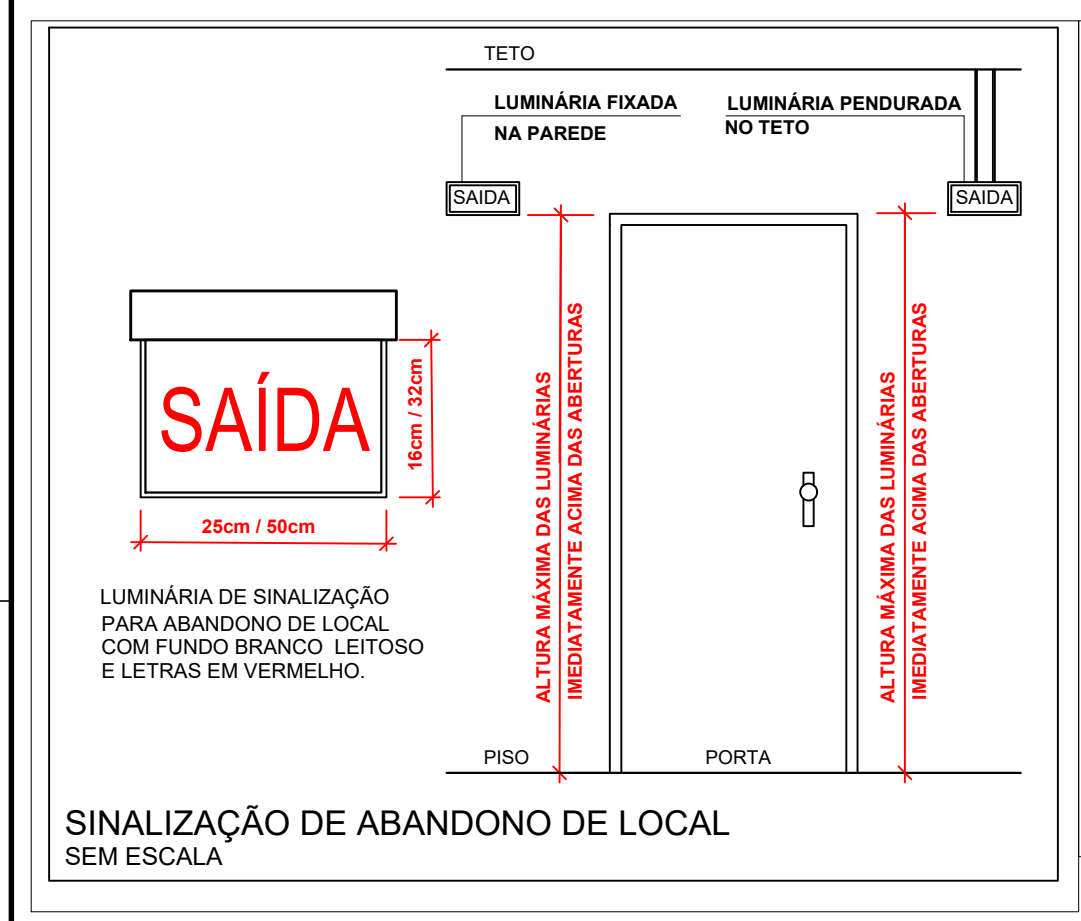 TETO
LUMINÁRIA FIXADA
NA PAREDE
LUMINÁRIA PENDURADA
NO TETO
SAIDA
SAIDA
SAÍDA
16cm / 32cm
25cm / 50cm
LUMINÁRIA DE SINALIZAÇÃO
PARA ABANDONO DE LOCAL
COM FUNDO BRANCO LEITOSO
E LETRAS EM VERMELHO.
ALTURA MÁXIMA DAS LUMINÁRIAS
IMEDIATAMENTE ACIMA DAS ABERTURAS
ALTURA MÁXIMA DAS LUMINÁRIAS
IMEDIATAMENTE ACIMA DAS ABERTURAS
PISO
PORTA
SINALIZAÇÃO DE ABANDONO DE LOCAL
SEM ESCALA